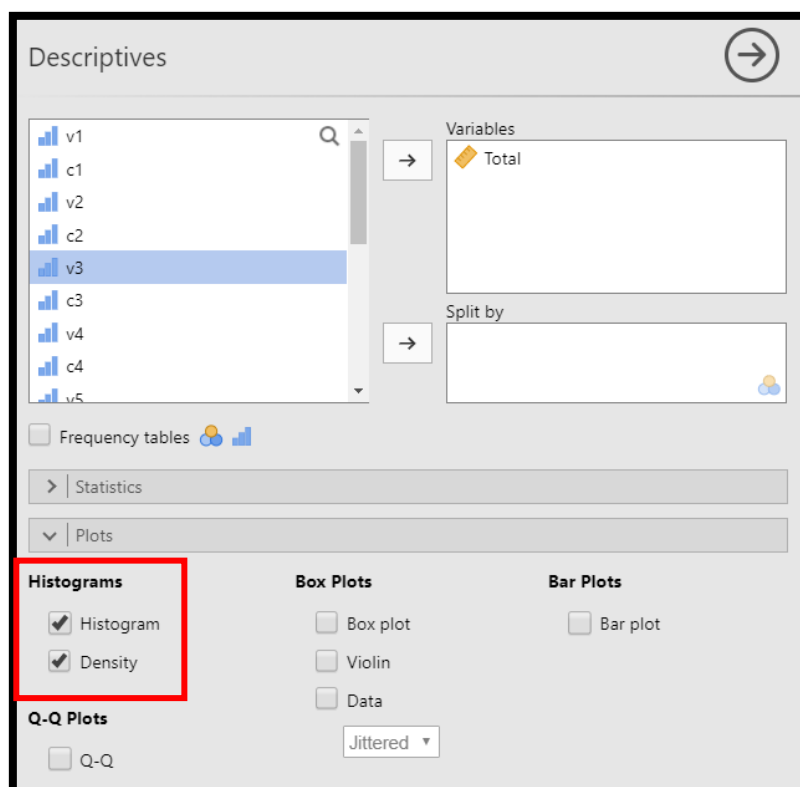 Descriptives
v1
c1
v2
c2
v3
c3
v4
c4
v5
Variables
Total
Split by
Frequency tables
Statistics
Plots
Histograms
Histogram
Density
Box Plots
Box plot
Violin
Data
Jittered
Bar Plots
Bar plot
Q-Q Plots
Q-Q